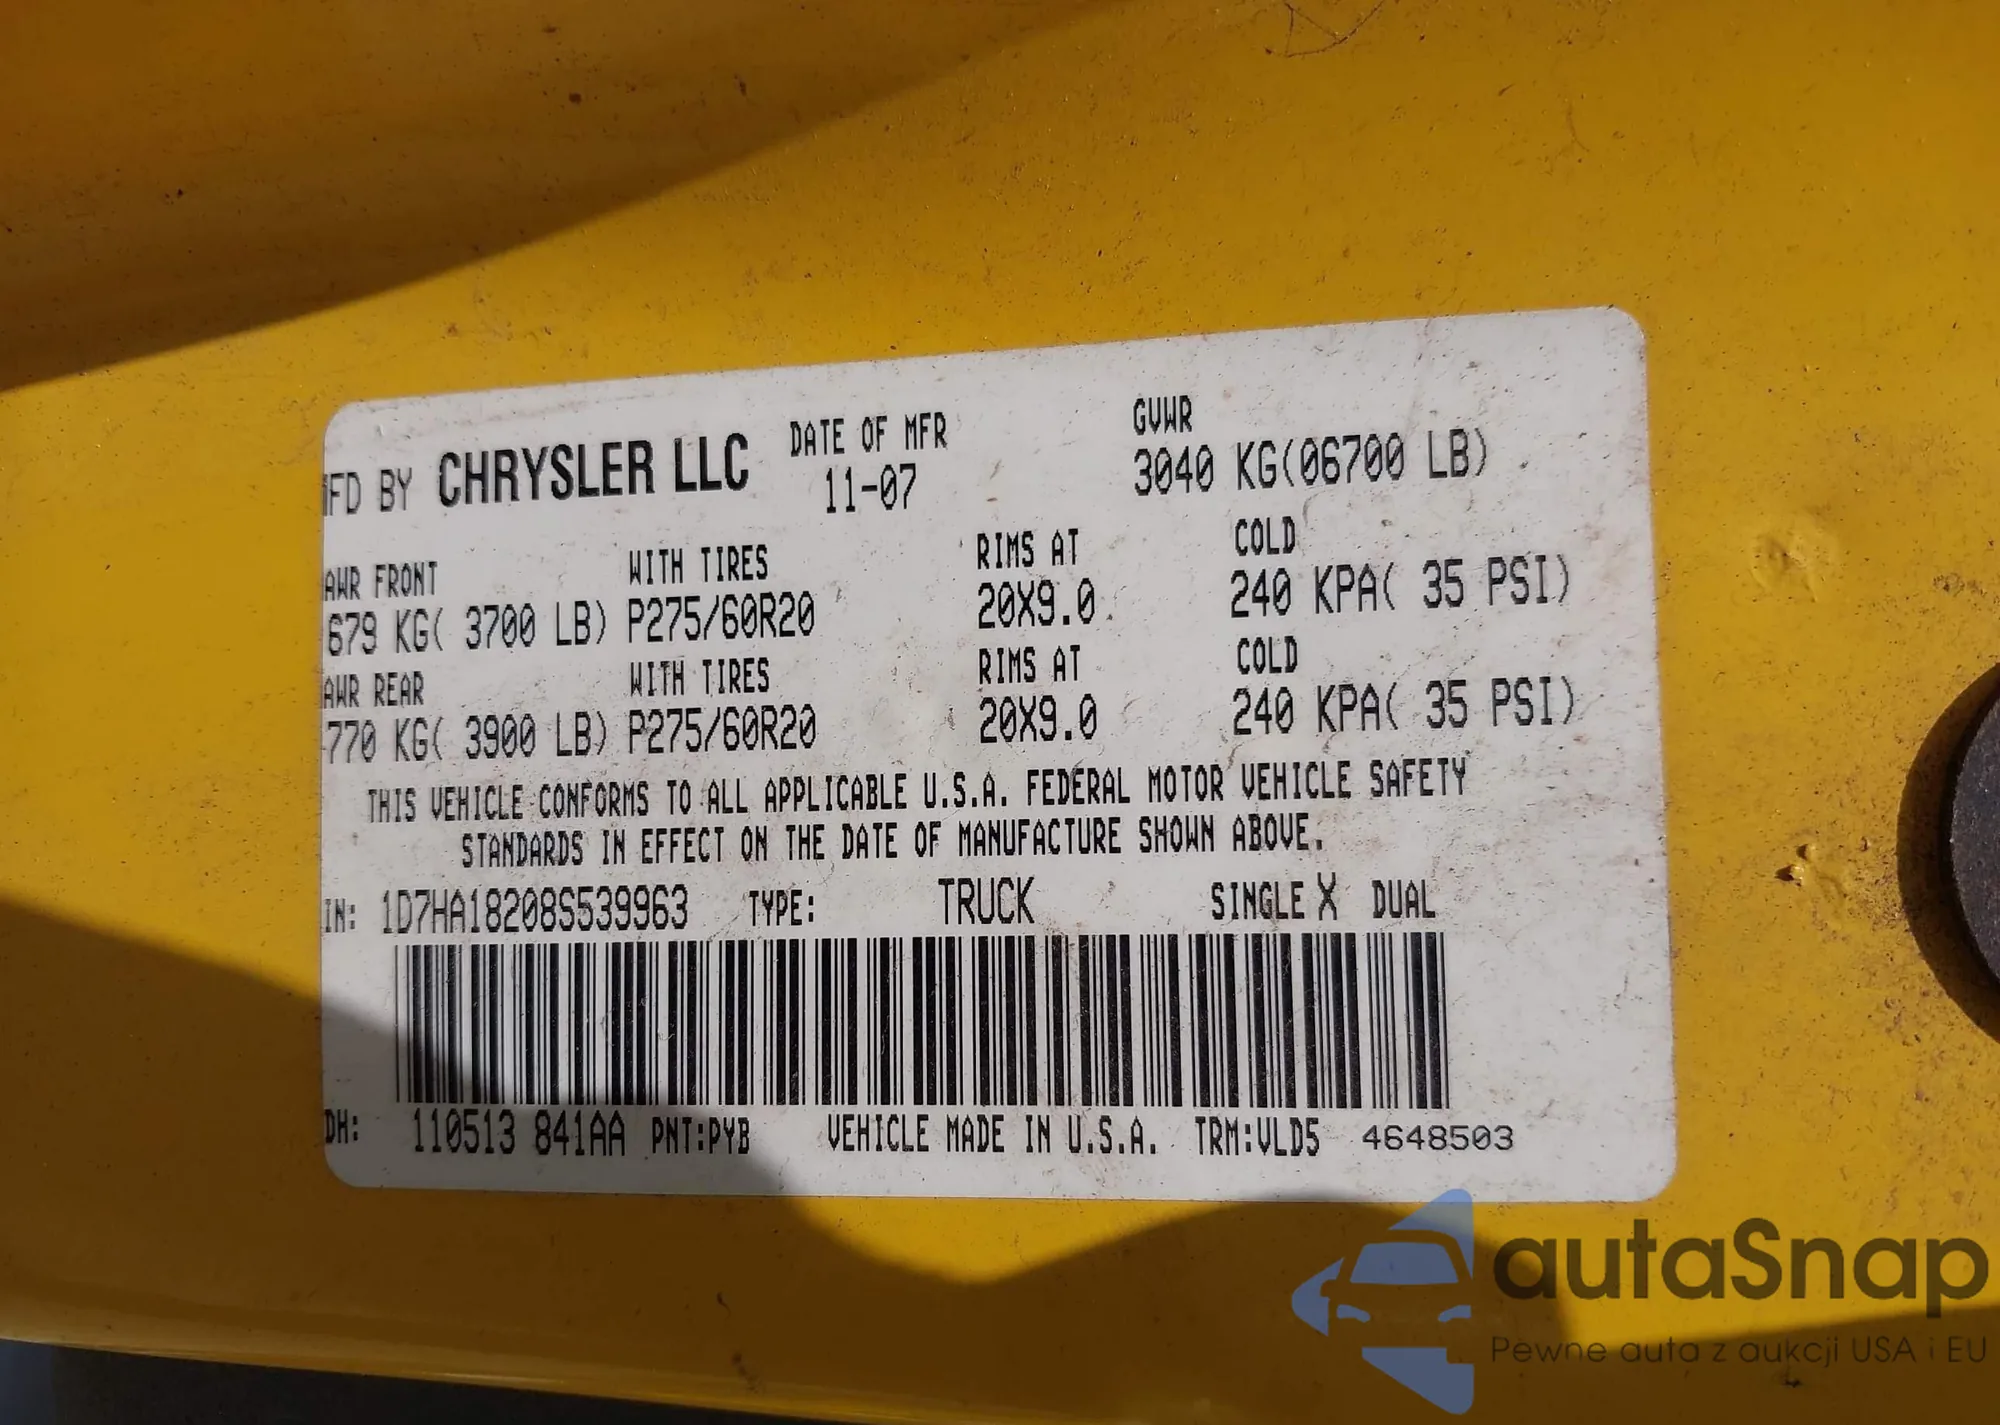 MFD BY CHRYSLER LLC DATE OF MFR 11-07 GVWR 3040 KG(06700 LB)
AWR FRONT WITH TIRES RIMS AT COLD
679 KG( 3700 LB) P275/60R20 20X9.0 240 KPA( 35 PSI)
AWR REAR WITH TIRES RIMS AT COLD
770 KG( 3900 LB) P275/60R20 20X9.0 240 KPA( 35 PSI)
THIS VEHICLE CONFORMS TO ALL APPLICABLE U.S.A. FEDERAL MOTOR VEHICLE SAFETY
STANDARDS IN EFFECT ON THE DATE OF MANUFACTURE SHOWN ABOVE.
IN: 1D7HA18208S539963 TYPE: TRUCK SINGLE X DUAL
DH: 110513 841AA PNT:PYB VEHICLE MADE IN U.S.A. TRM:VLD5 4648503
autaSnap
Pewne auta z aukcji USA i EU